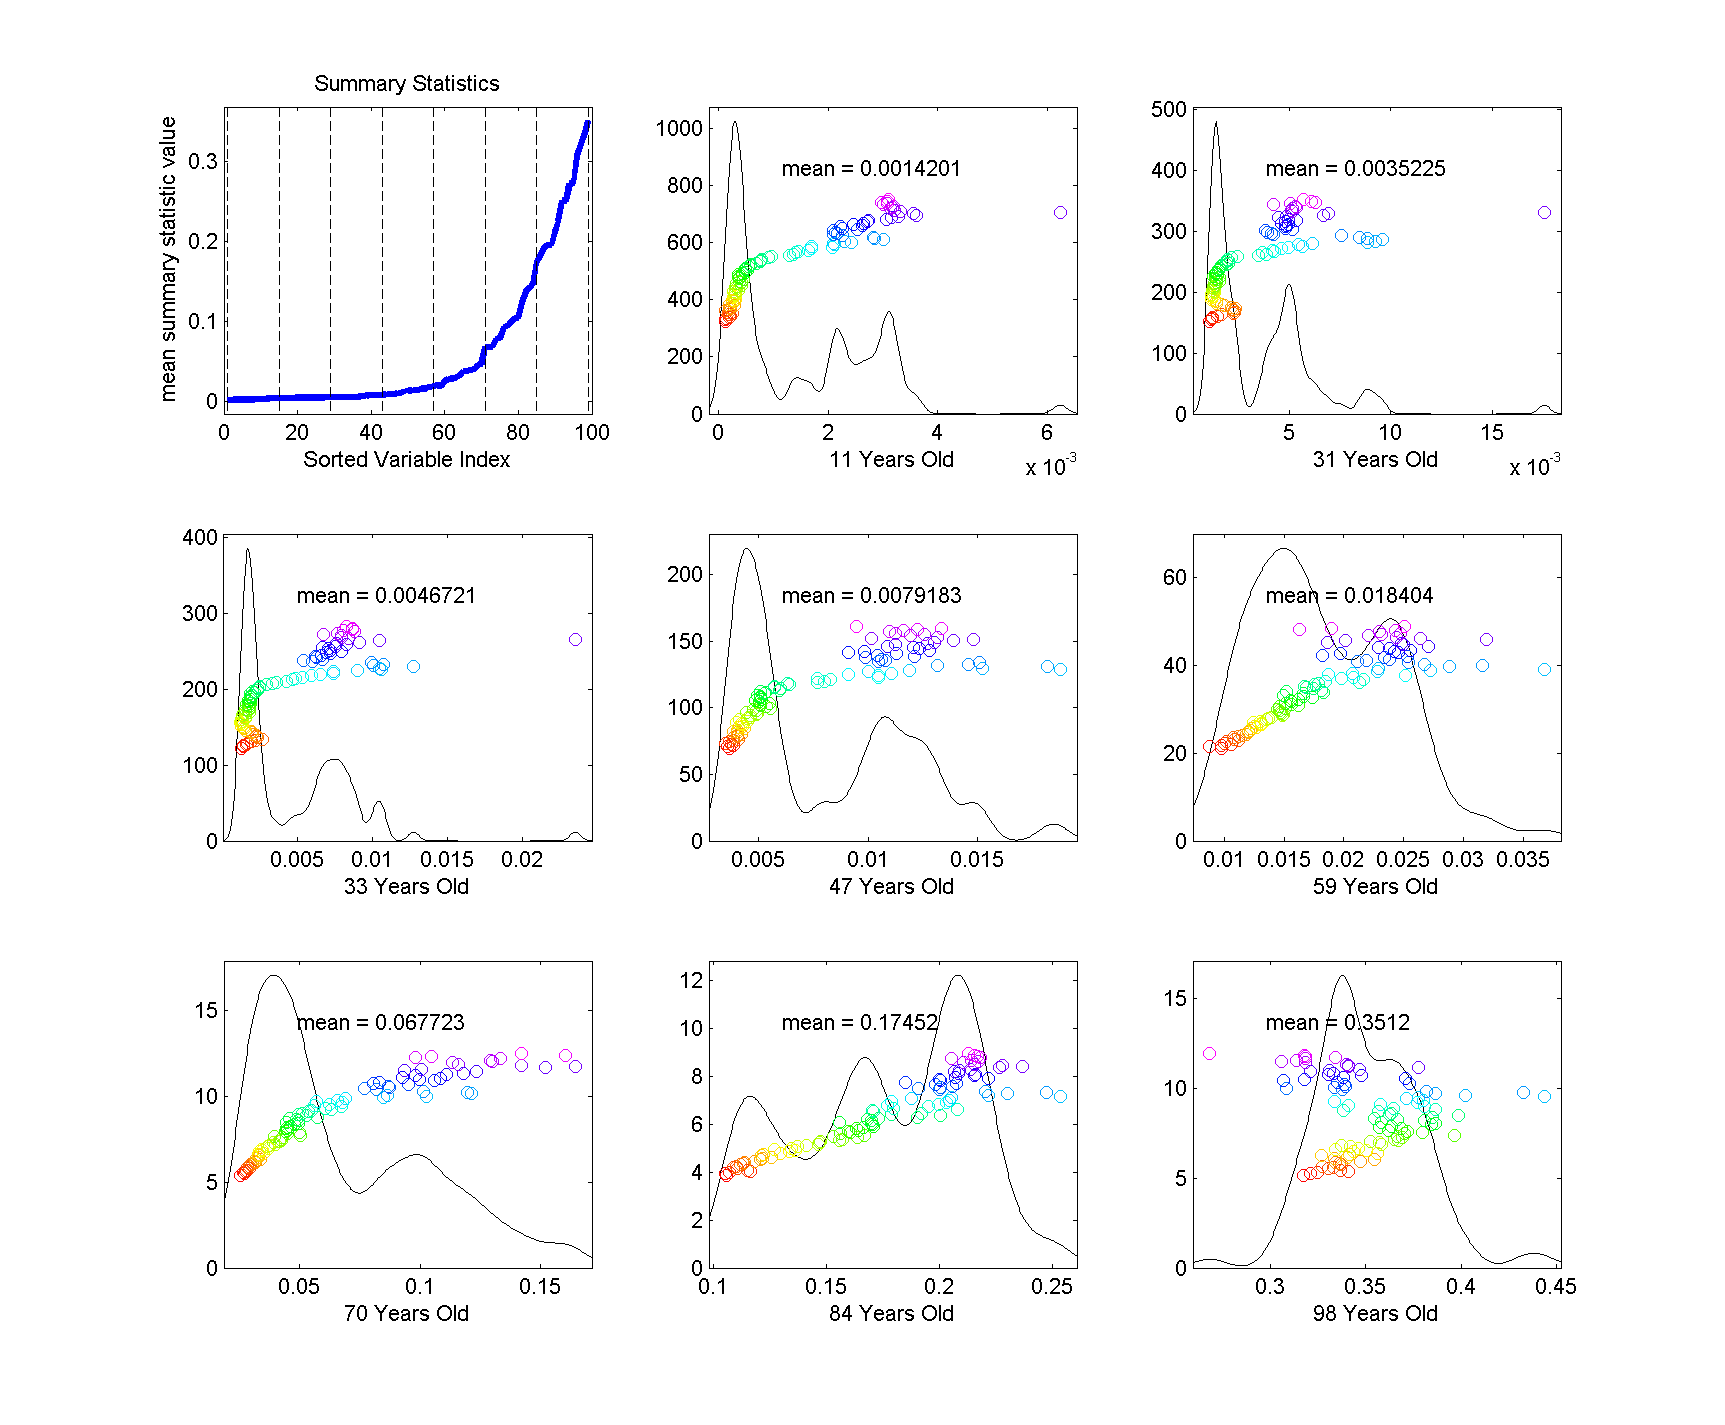 Summary Statistics
mean summary statistic value
0.3
0.2
0.1
0
0 20 40 60 80 100
Sorted Variable Index
1000
800
600
400
200
0
mean = 0.0014201
0 2 4 6
x 10-3
11 Years Old
500
400
300
200
100
0
mean = 0.0035225
5 10 15
x 10-3
31 Years Old
400
300
200
100
0
mean = 0.0046721
0.005 0.01 0.015 0.02
33 Years Old
200
150
100
50
0
mean = 0.0079183
0.005 0.01 0.015
47 Years Old
60
40
20
0
mean = 0.018404
0.01 0.015 0.02 0.025 0.03 0.035
59 Years Old
15
10
5
0
mean = 0.067723
0.05 0.1 0.15
70 Years Old
12
10
8
6
4
2
0
mean = 0.17452
0.1 0.15 0.2 0.25
84 Years Old
15
10
5
0
mean = 0.3512
0.3 0.35 0.4 0.45
98 Years Old